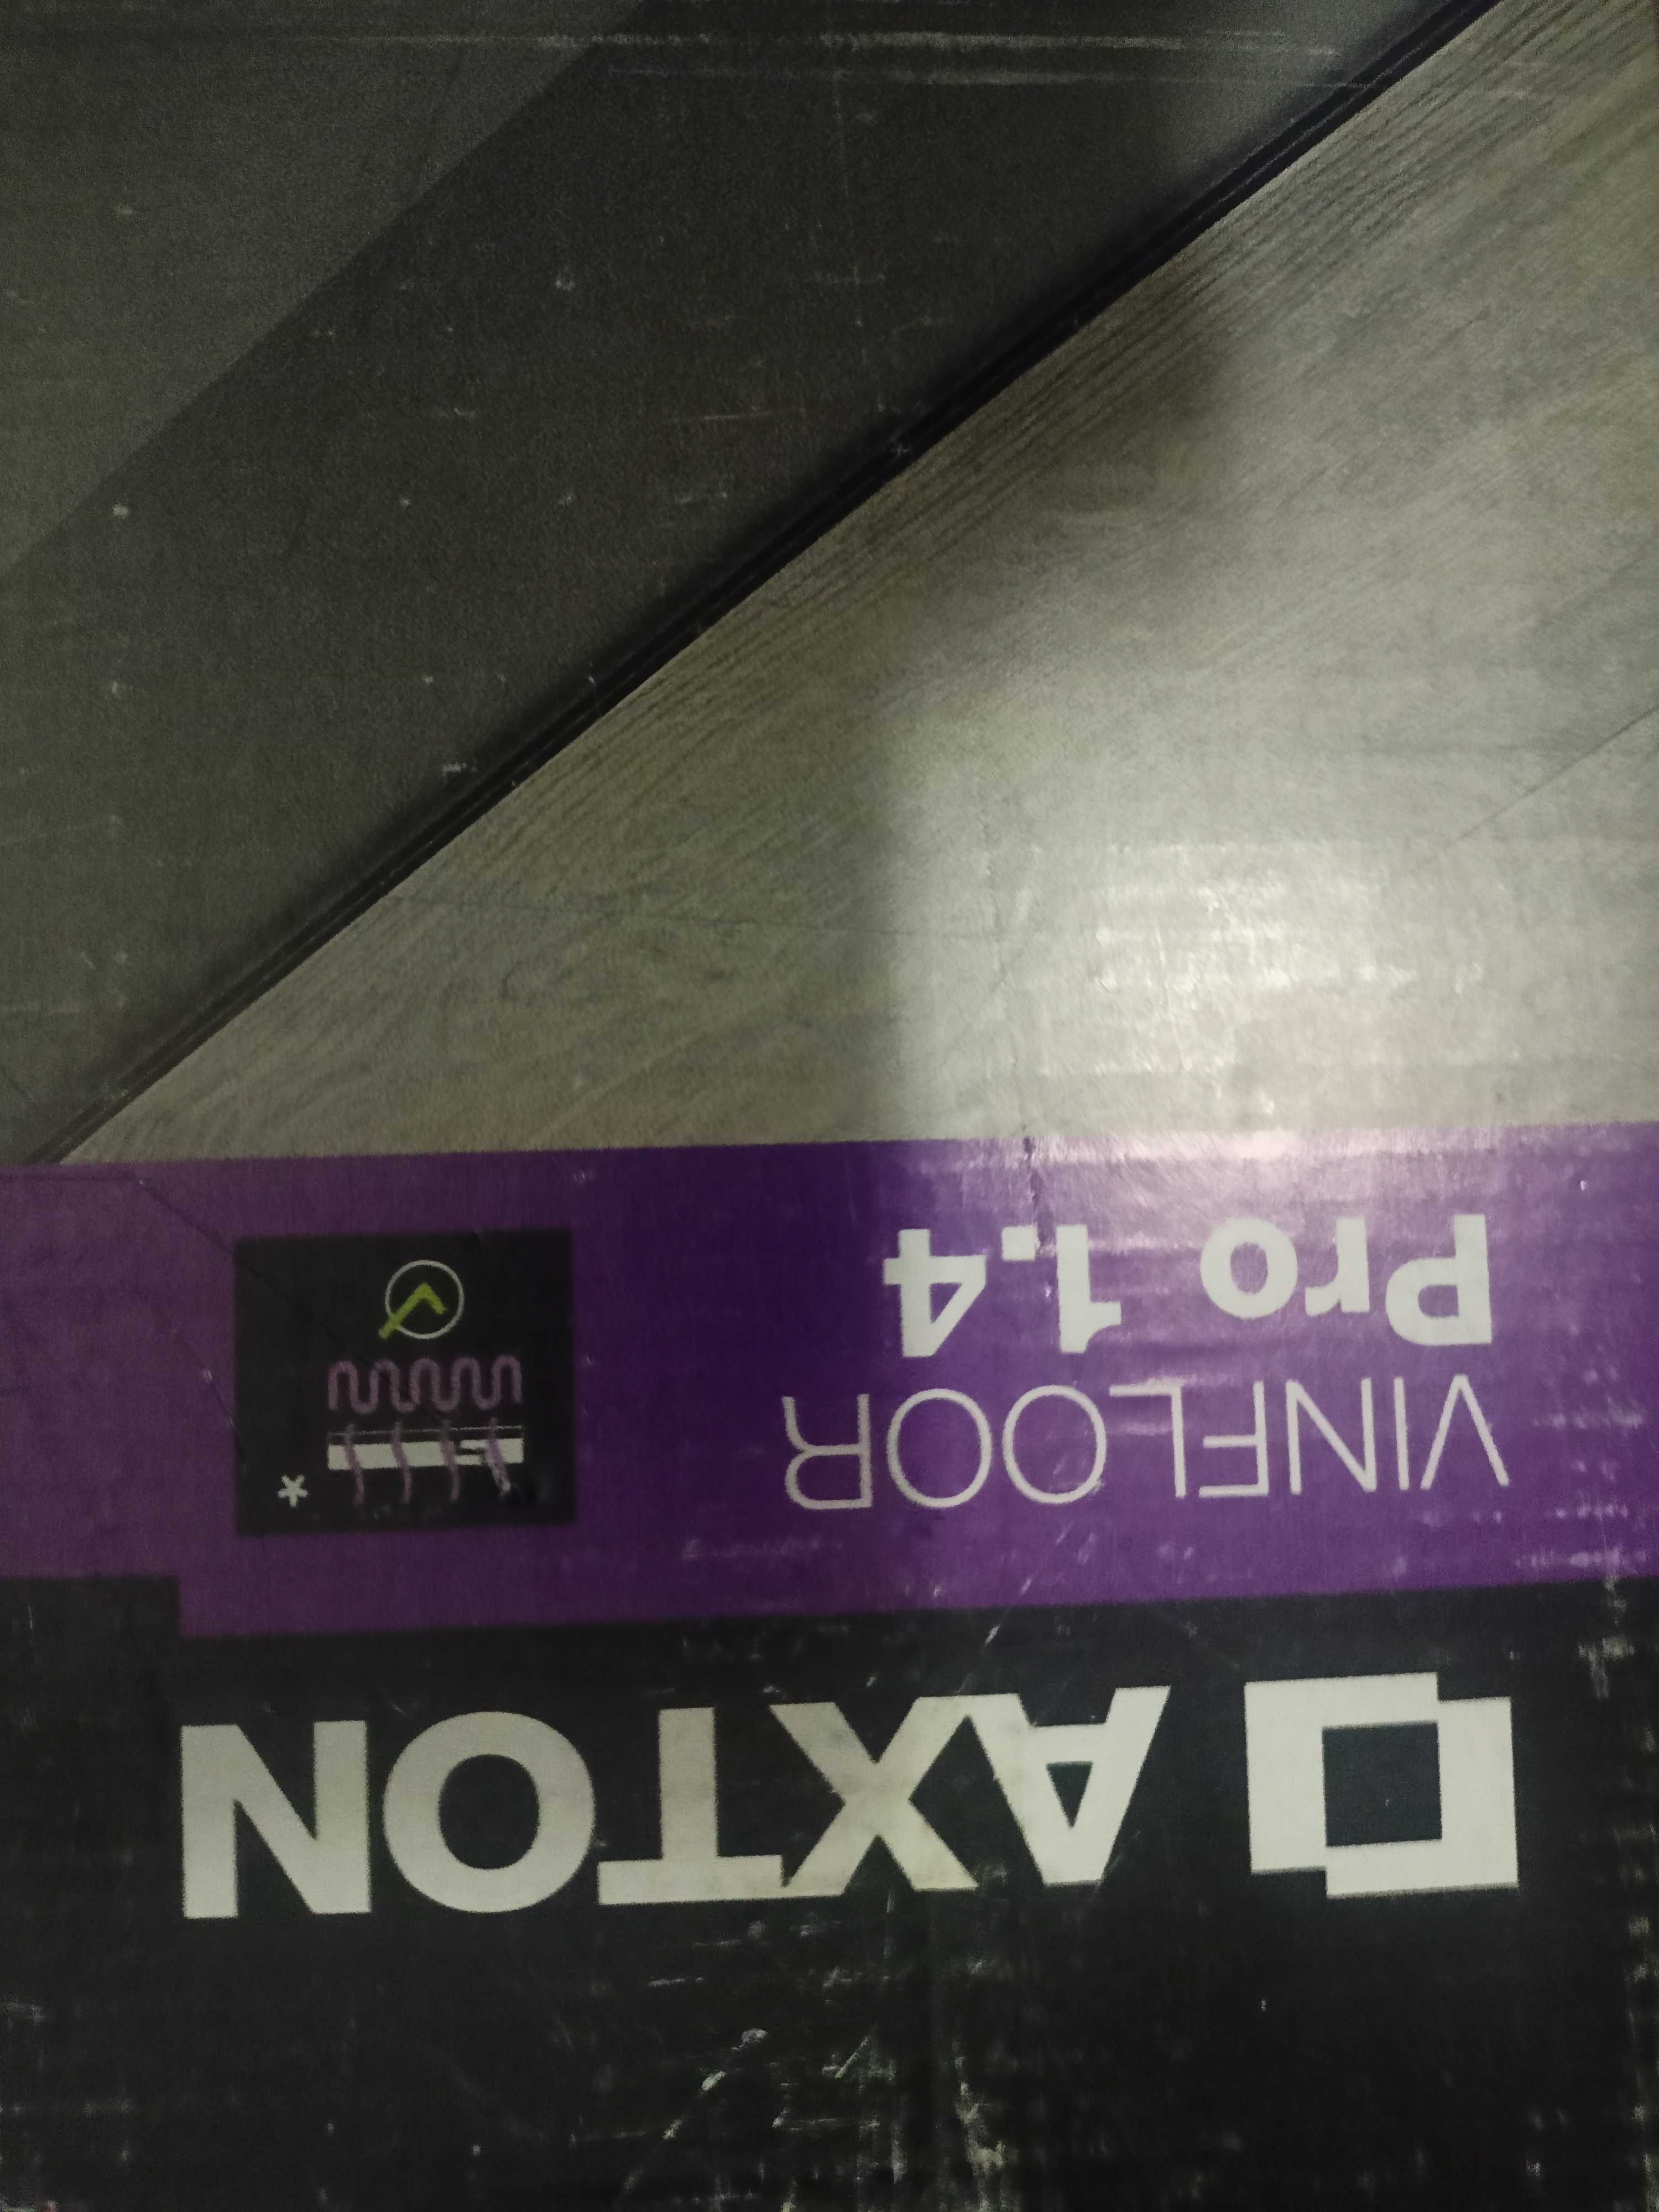 AXTON
VINFLOOR
Pro 1.4
*